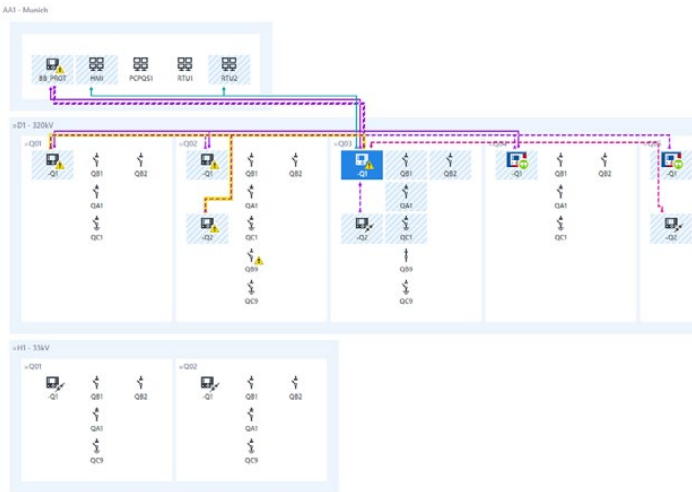 AA1 - Munich
BB_PROT HMI PCPQS1 RTU1 RTU2
=D1 - 320kV
=Q01 =Q02 =Q03
-Q1 QB1 QB2 -Q1 QB1 QB2 -Q1 QB1 QB2 -Q1 QB1 QB2 -Q1
QA1 QA1 QA1 QA1
QC1 -Q2 QC1 -Q2 QC1 QC1 -Q2
QB9 QB9
QC9 QC9
=H1 - 33kV
=Q01 =Q02
-Q1 QB1 QB2 -Q1 QB1 QB2
QA1 QA1
QC9 QC9